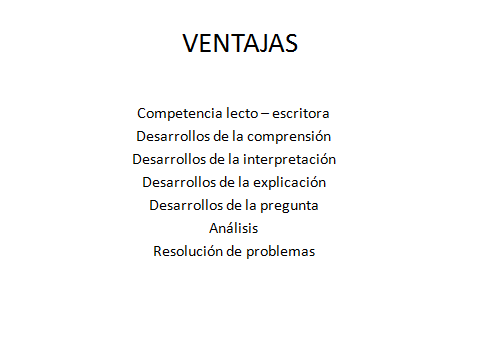 VENTAJAS
Competencia lecto – escritora
Desarrollos de la comprensión
Desarrollos de la interpretación
Desarrollos de la explicación
Desarrollos de la pregunta
Análisis
Resolución de problemas